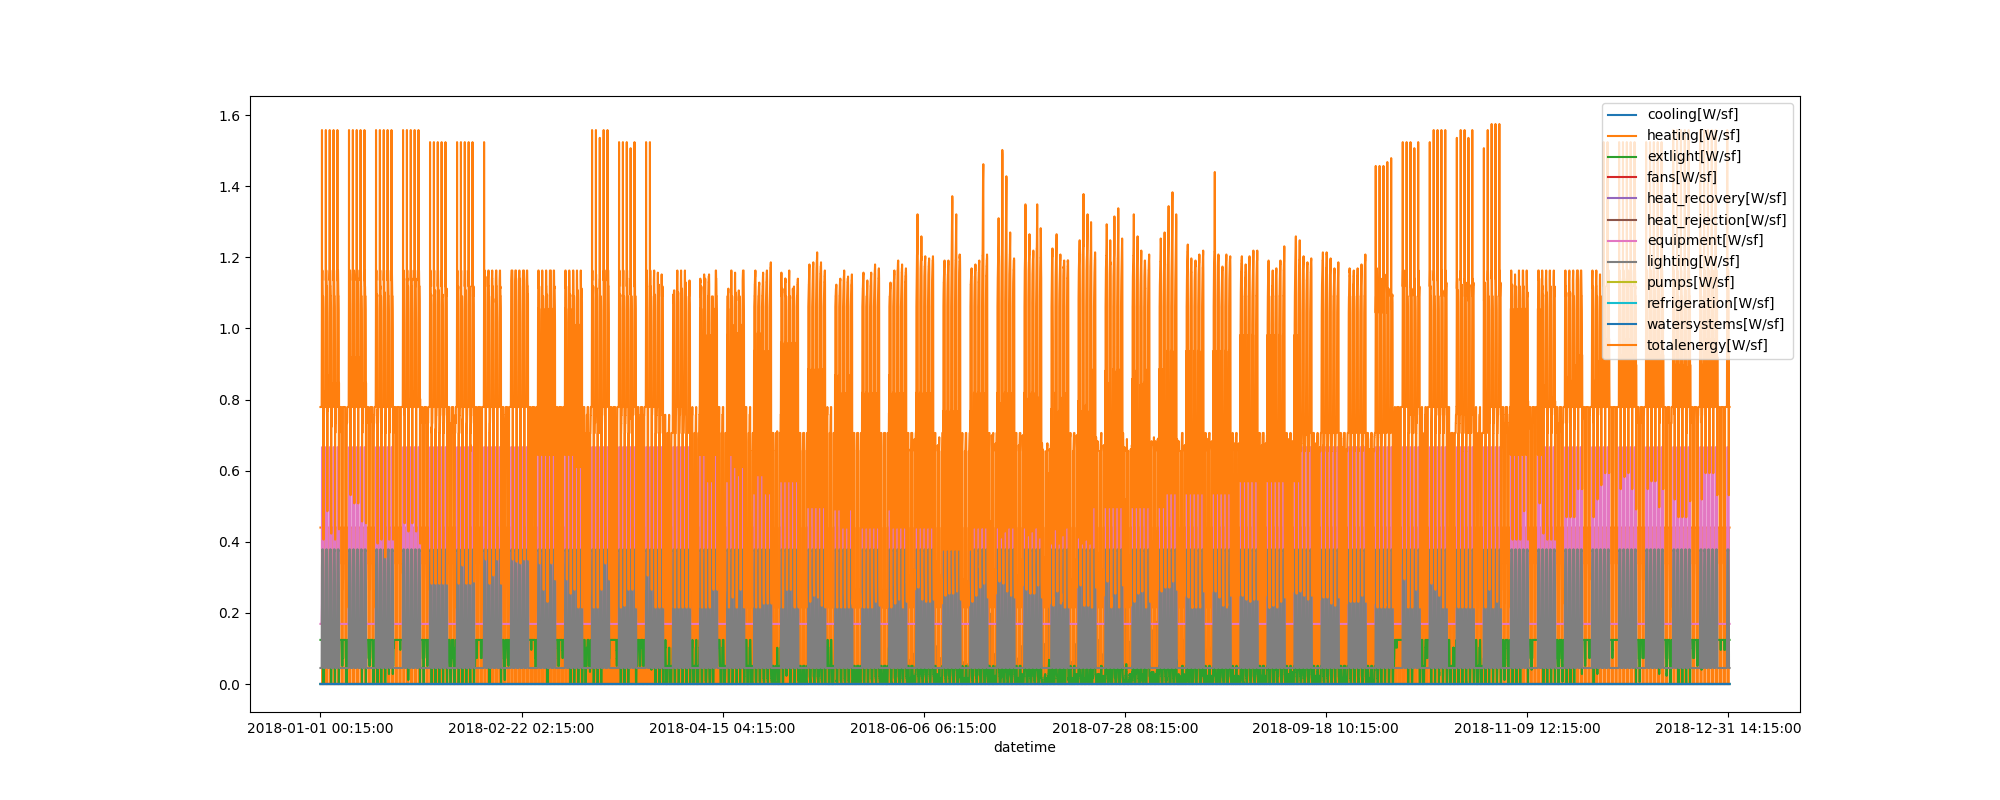 1.6
1.4
1.2
1.0
0.8
0.6
0.4
0.2
0.0
cooling[W/sf]
heating[W/sf]
extlight[W/sf]
fans[W/sf]
heat_recovery[W/sf]
heat_rejection[W/sf]
equipment[W/sf]
lighting[W/sf]
pumps[W/sf]
refrigeration[W/sf]
watersystems[W/sf]
totalenergy[W/sf]
2018-01-01 00:15:00
2018-02-22 02:15:00
2018-04-15 04:15:00
2018-06-06 06:15:00
2018-07-28 08:15:00
2018-09-18 10:15:00
2018-11-09 12:15:00
2018-12-31 14:15:00
datetime